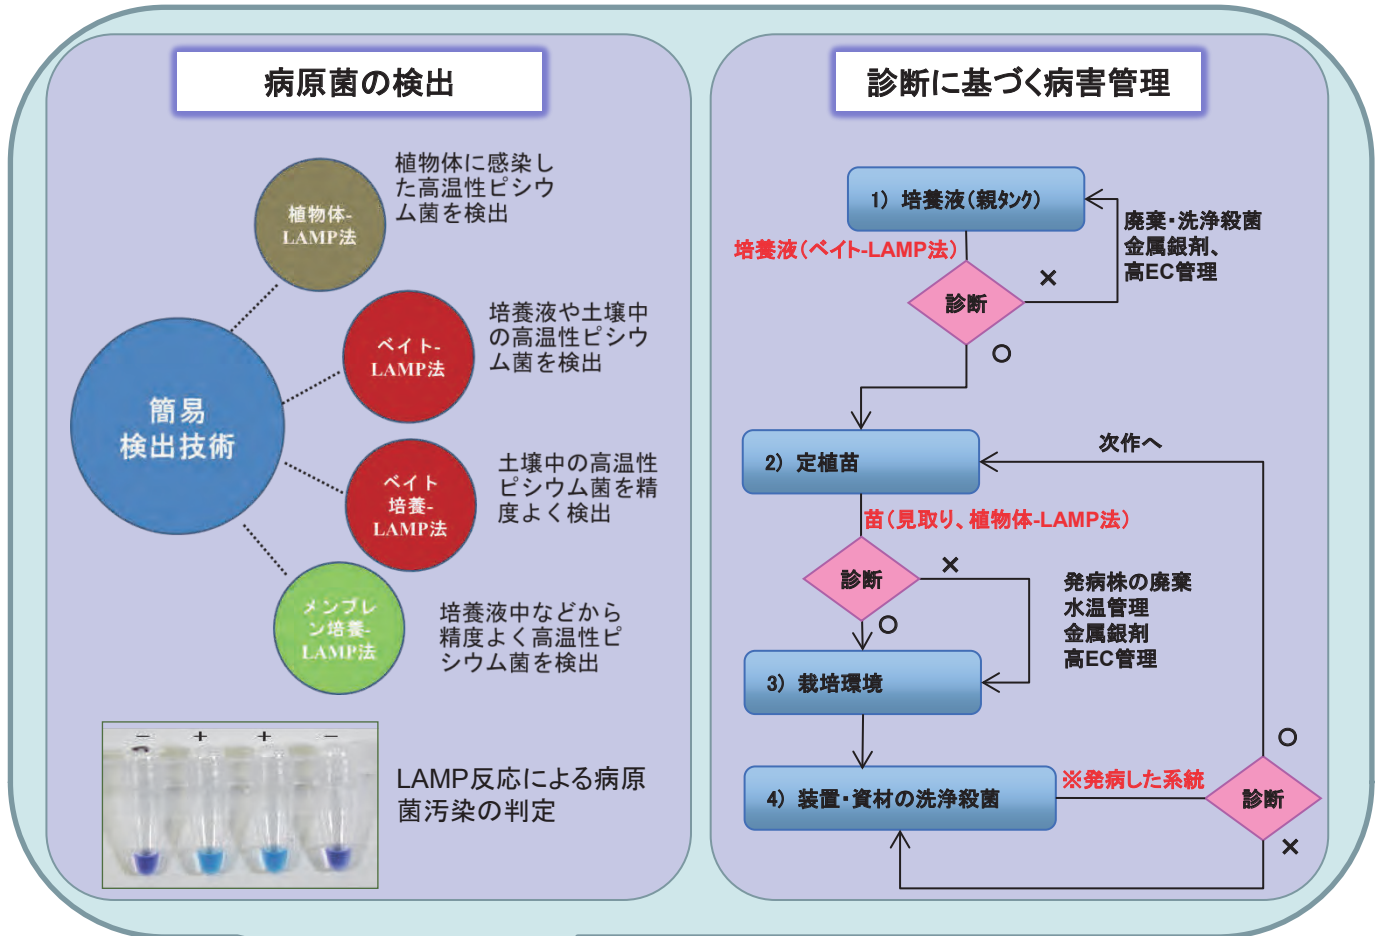 病原菌の検出
植物体-
LAMP法
植物体に感染し
た高温性ピシウ
ム菌を検出
ベイト-
LAMP法
培養液や土壌中
の高温性ピシウ
ム菌を検出
簡易
検出技術
ベイト
培養-
LAMP法
土壌中の高温性
ピシウム菌を精
度よく検出
メンブレ
ン培養-
LAMP法
培養液中などから
精度よく高温性ピ
シウム菌を検出
− + + −
LAMP反応による病原
菌汚染の判定
診断に基づく病害管理
1) 培養液(親タンク)
培養液(ベイト-LAMP法)
診断
×
廃棄・洗浄殺菌
金属銀剤、
高EC管理
○
2) 定植苗
次作へ
苗(見取り、植物体-LAMP法)
診断
×
発病株の廃棄
水温管理
金属銀剤
高EC管理
○
3) 栽培環境
4) 装置・資材の洗浄殺菌
※発病した系統
○
診断
×